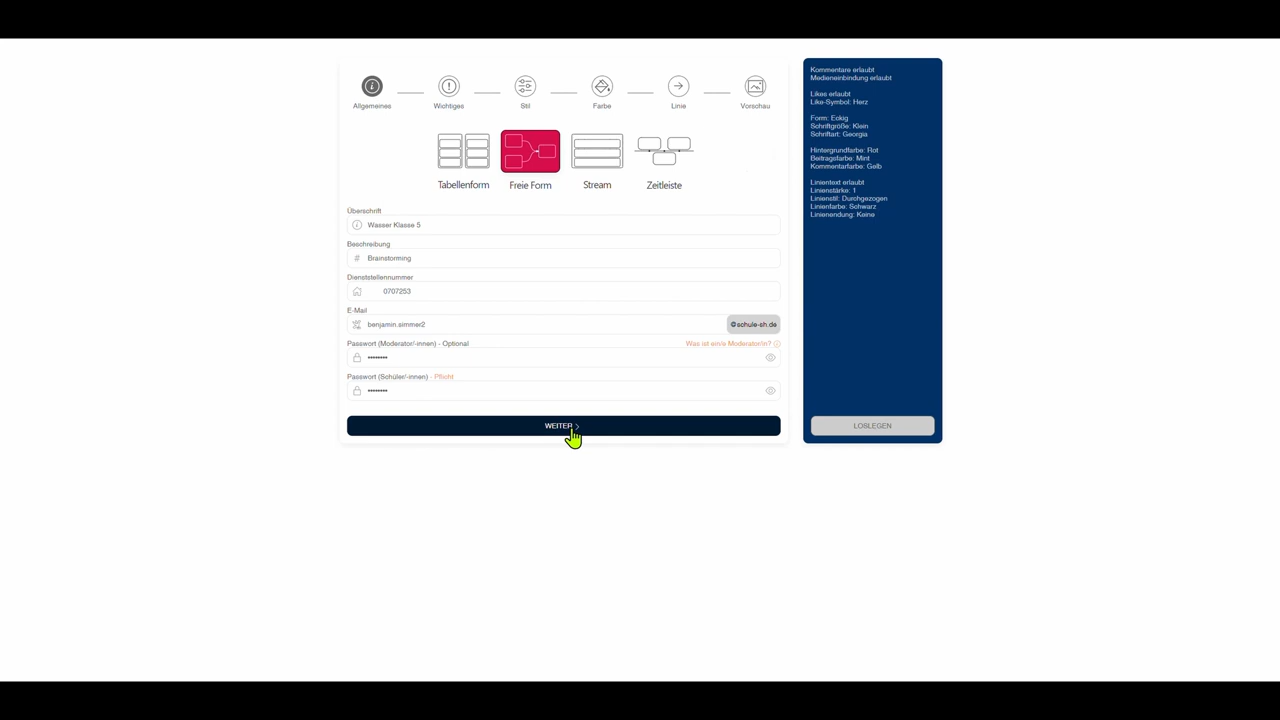 Allgemeines
Wichtiges
Stil
Farbe
Linie
Vorschau
Tabellenform
Freie Form
Stream
Zeitleiste
Überschrift
Wasser Klasse 5
Beschreibung
# Brainstorming
Dienststellennummer
0707253
E-Mail
benjamin.simmer2
@schule-sh.de
Passwort (Moderator/-innen) - Optional
Was ist ein/e Moderator/in?
••••••••
Passwort (Schüler/-innen) - Pflicht
••••••••
WEITER >
Kommentare erlaubt
Medieneinbindung erlaubt
Likes erlaubt
Like-Symbol: Herz
Form: Eckig
Schriftgröße: Klein
Schriftart: Georgia
Hintergrundfarbe: Rot
Beitragsfarbe: Mint
Kommentarfarbe: Gelb
Linientext erlaubt
Linienstärke: 1
Linienstil: Durchgezogen
Linienfarbe: Schwarz
Linienendung: Keine
LOSLEGEN